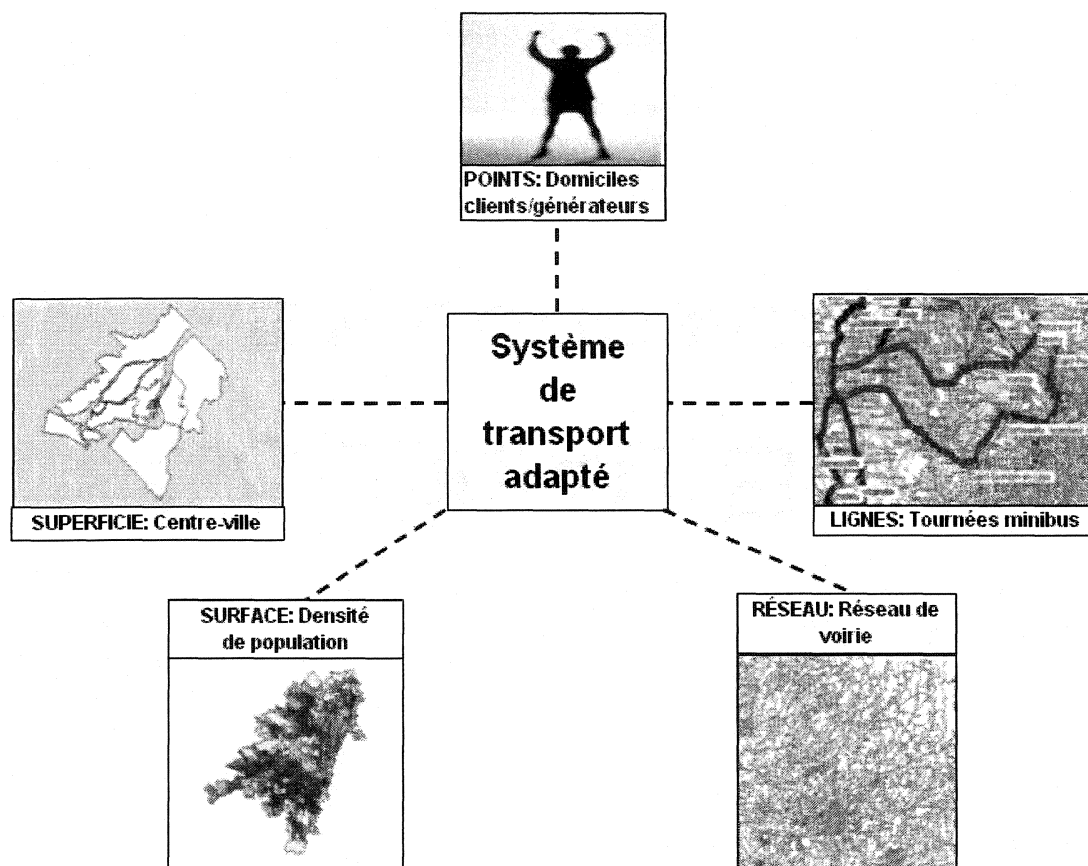 POINTS: Domiciles
clients/générateurs
Système
de
transport
adapté
SUPERFICIE: Centre-ville
LIGNES: Tournées minibus
SURFACE: Densité
de population
RÉSEAU: Réseau de
voirie